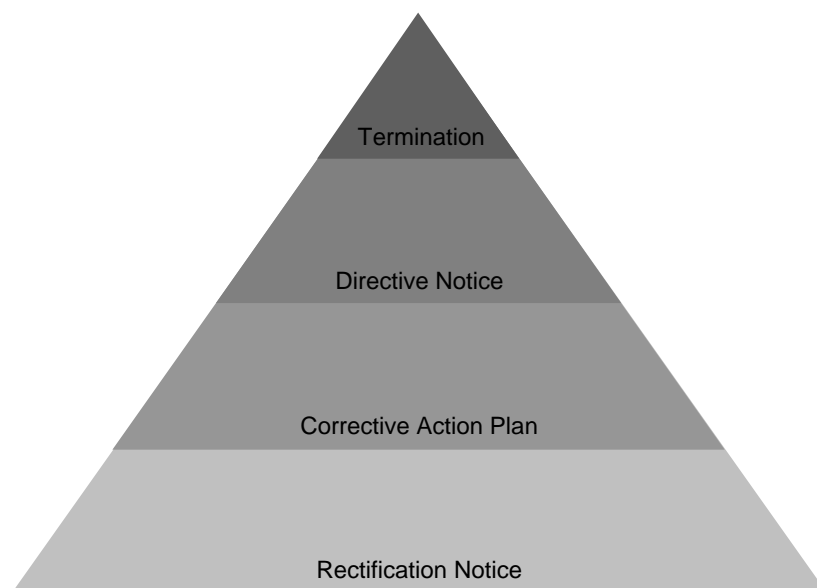 Termination
Directive Notice
Corrective Action Plan
Rectification Notice